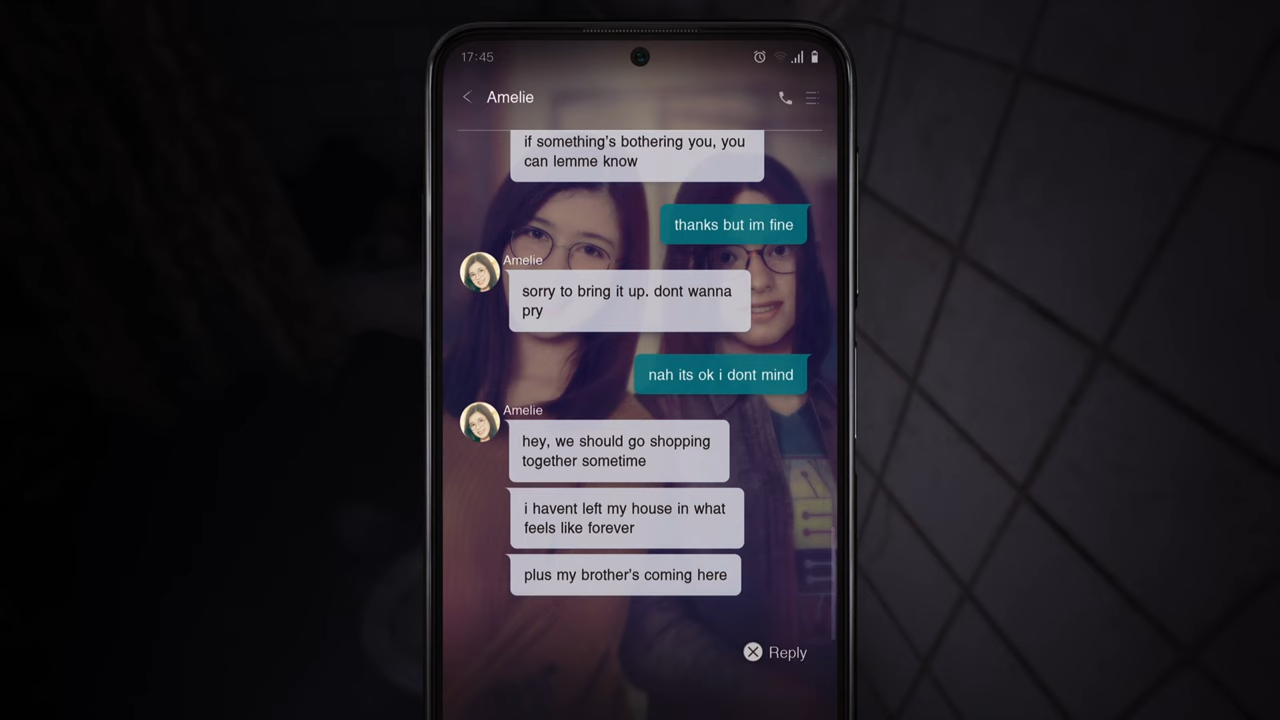 17:45
Amelie
if something's bothering you, you
can lemme know
thanks but im fine
Amelie
sorry to bring it up. dont wanna
pry
nah its ok i dont mind
Amelie
hey, we should go shopping
together sometime
i havent left my house in what
feels like forever
plus my brother's coming here
Reply